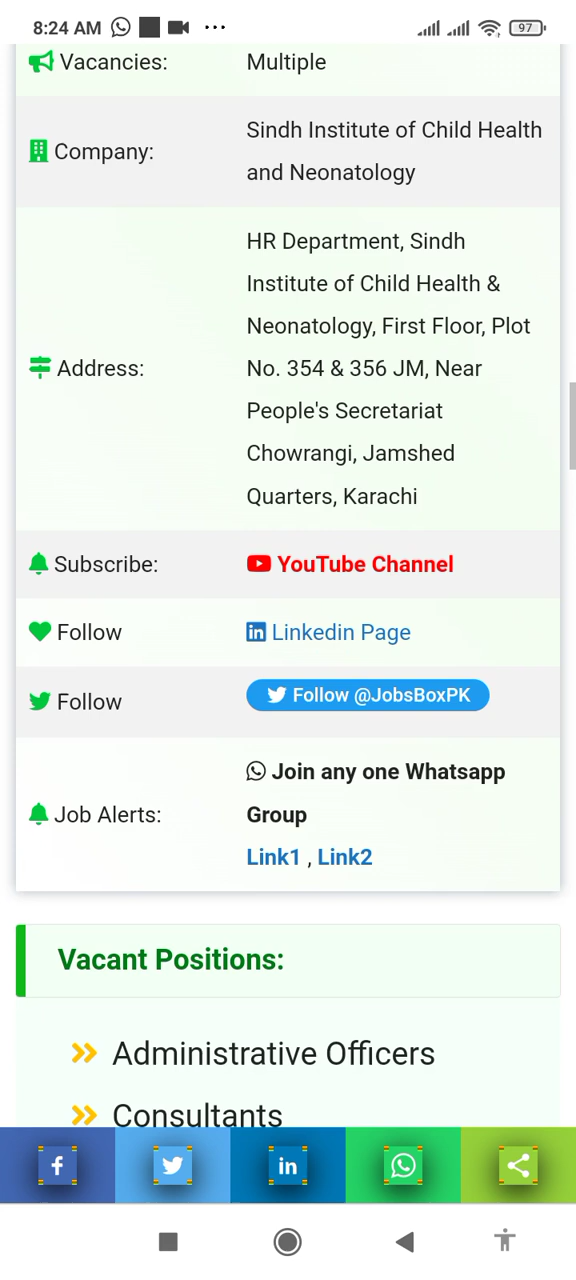 8:24 AM
97
Vacancies:
Multiple
Company:
Sindh Institute of Child Health
and Neonatology
Address:
HR Department, Sindh
Institute of Child Health &
Neonatology, First Floor, Plot
No. 354 & 356 JM, Near
People's Secretariat
Chowrangi, Jamshed
Quarters, Karachi
Subscribe:
YouTube Channel
Follow
Linkedin Page
Follow
Follow @JobsBoxPK
Job Alerts:
Join any one Whatsapp
Group
Link1 , Link2
Vacant Positions:
Administrative Officers
Consultants